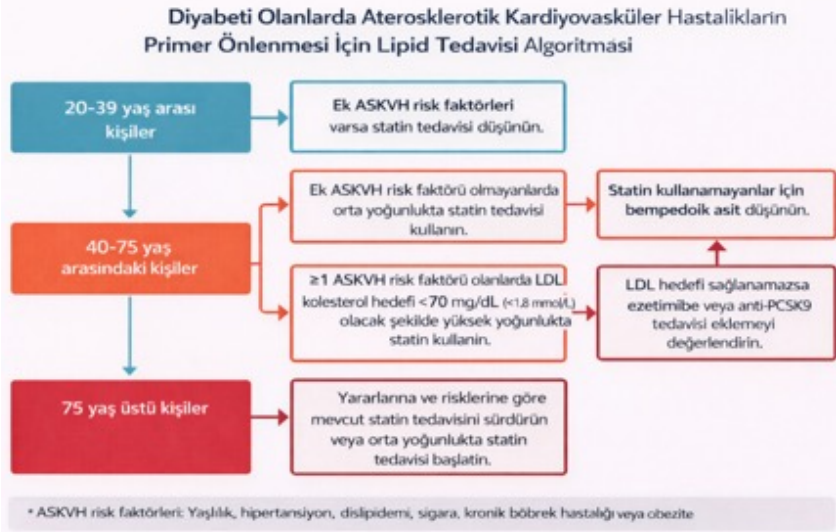 Diyabeti Olanlarda Aterosklerotik Kardiyovasküler Hastaliklarin
Primer Önlenmesi İçin Lipid Tedavisi Algoritmasi
20-39 yaş arası
kişiler
Ek ASKVH risk faktörleri
varsa statin tedavisi düşünün.
40-75 yaş
arasındaki kişiler
Ek ASKVH risk faktörü olmayanlarda
orta yoğunlukta statin tedavisi
kullanın.
Statin kullanamayanlar için
bempedoik asit düşünün.
≥1 ASKVH risk faktörü olanlarda LDL
kolesterol hedefi <70 mg/dL (<1.8 mmol/L)
olacak şekilde yüksek yoğunlukta
statin kullanin.
LDL hedefi sağlanamazsa
ezetimibe veya anti-PCSK9
tedavisi eklemeyi
değerlendirin.
75 yaş üstü kişiler
Yararlarına ve risklerine göre
mevcut statin tedavisini sürdürün
veya orta yoğunlukta statin
tedavisi başlatin.
* ASKVH risk faktörleri: Yaşlılık, hipertansiyon, dislipidemi, sigara, kronik böbrek hastalığı veya obezite